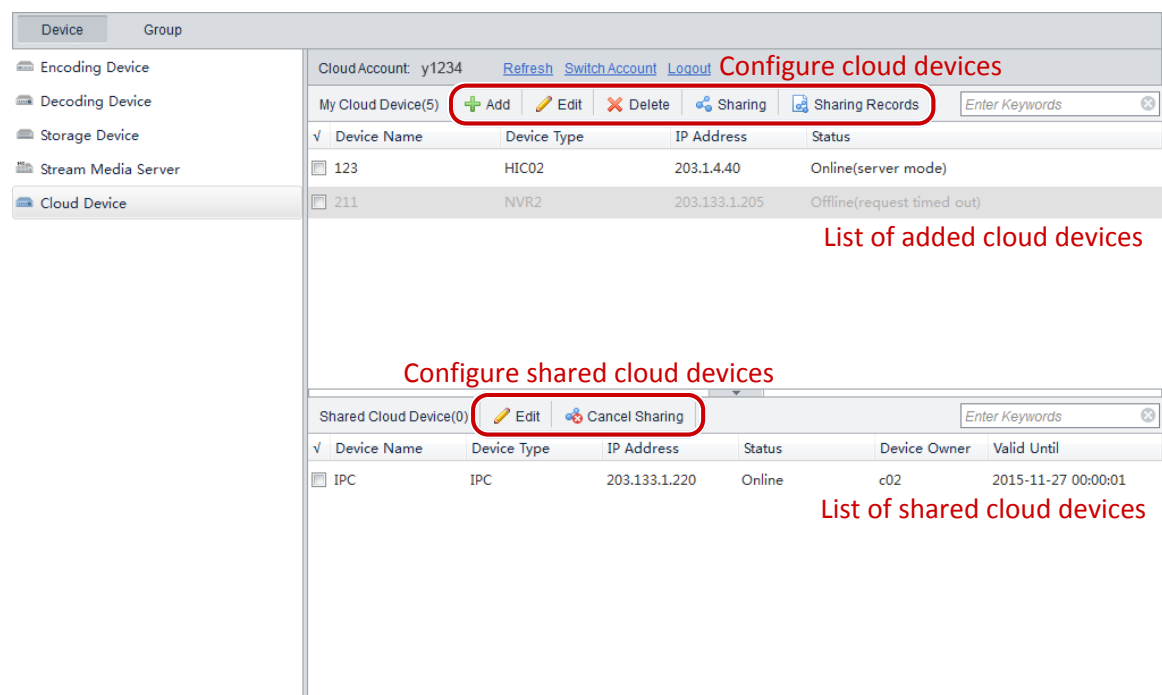 Device Group
Encoding Device
Decoding Device
Storage Device
Stream Media Server
Cloud Device
Cloud Account: y1234 Refresh Switch Account Logout Configure cloud devices
My Cloud Device(5) Add Edit Delete Sharing Sharing Records Enter Keywords
√ Device Name Device Type IP Address Status
123 HIC02 203.1.4.40 Online(server mode)
211 NVR2 203.133.1.205 Offline(request timed out)
List of added cloud devices
Configure shared cloud devices
Shared Cloud Device(0) Edit Cancel Sharing Enter Keywords
√ Device Name Device Type IP Address Status Device Owner Valid Until
IPC IPC 203.133.1.220 Online c02 2015-11-27 00:00:01
List of shared cloud devices